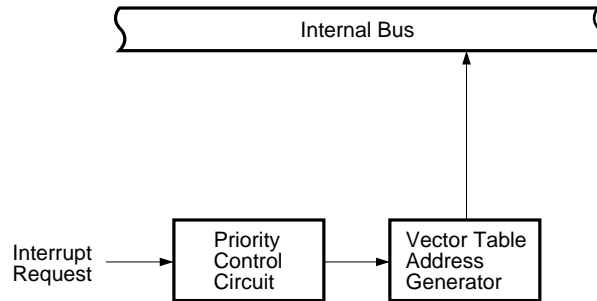 Internal Bus
Interrupt
Request
Priority
Control
Circuit
Vector Table
Address
Generator